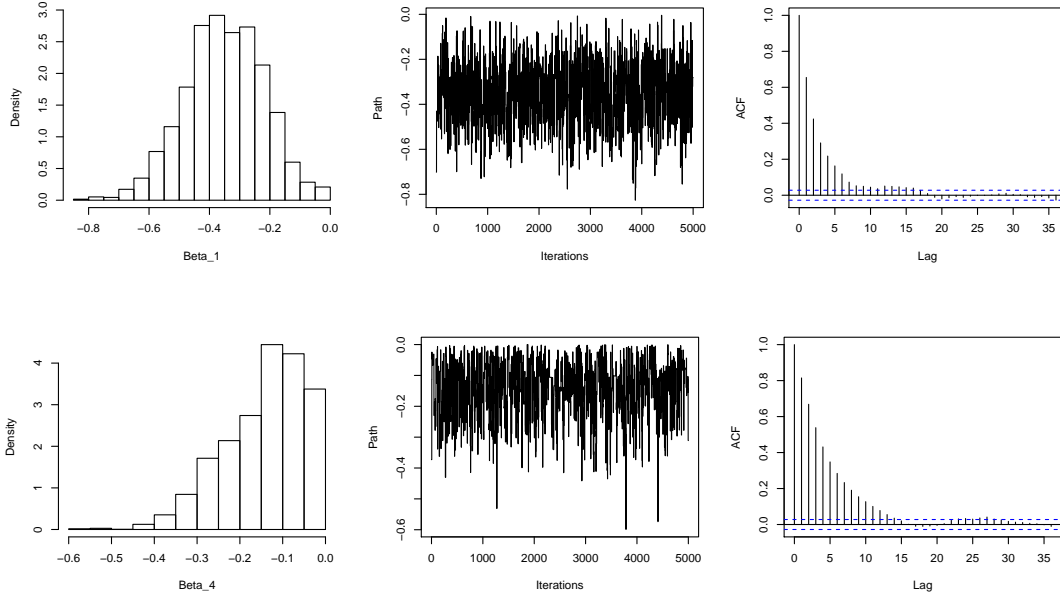 Density
0.0 0.5 1.0 1.5 2.0 2.5 3.0
−0.8 −0.6 −0.4 −0.2 0.0
Beta_1
Path
−0.8 −0.6 −0.4 −0.2 0.0
0 1000 2000 3000 4000 5000
Iterations
ACF
0.0 0.2 0.4 0.6 0.8 1.0
0 5 10 15 20 25 30 35
Lag
Density
0 1 2 3 4
−0.6 −0.5 −0.4 −0.3 −0.2 −0.1 0.0
Beta_4
Path
−0.6 −0.4 −0.2 0.0
0 1000 2000 3000 4000 5000
Iterations
ACF
0.0 0.2 0.4 0.6 0.8 1.0
0 5 10 15 20 25 30 35
Lag